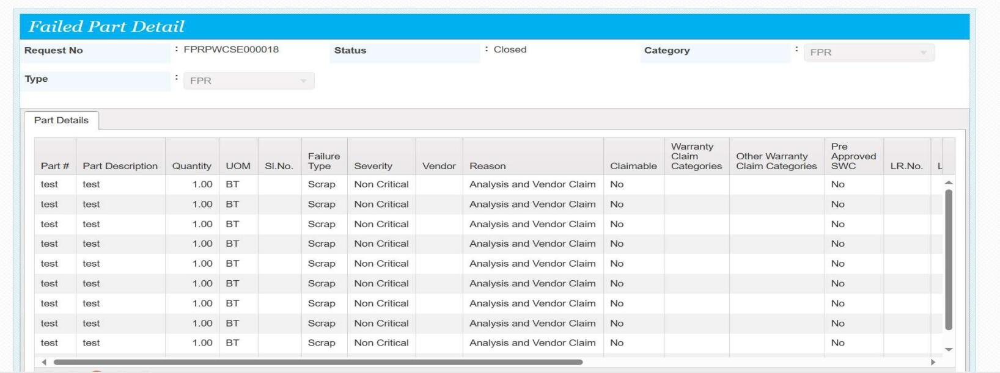 Failed Part Detail
Request No : FPRPWCSE000018 Status : Closed Category : FPR
Type : FPR
Part Details
Part # Part Description Quantity UOM Sl.No. Failure Type Severity Vendor Reason Claimable Warranty Claim Categories Other Warranty Claim Categories Pre Approved SWC LR.No. L
test test 1.00 BT Scrap Non Critical Analysis and Vendor Claim No No
test test 1.00 BT Scrap Non Critical Analysis and Vendor Claim No No
test test 1.00 BT Scrap Non Critical Analysis and Vendor Claim No No
test test 1.00 BT Scrap Non Critical Analysis and Vendor Claim No No
test test 1.00 BT Scrap Non Critical Analysis and Vendor Claim No No
test test 1.00 BT Scrap Non Critical Analysis and Vendor Claim No No
test test 1.00 BT Scrap Non Critical Analysis and Vendor Claim No No
test test 1.00 BT Scrap Non Critical Analysis and Vendor Claim No No
test test 1.00 BT Scrap Non Critical Analysis and Vendor Claim No No